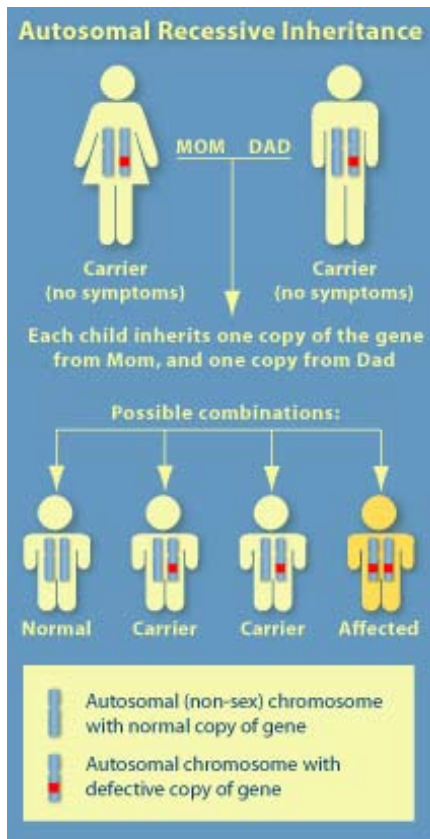 Autosomal Recessive Inheritance
MOM DAD
Carrier
(no symptoms)
Carrier
(no symptoms)
Each child inherits one copy of the gene
from Mom, and one copy from Dad
Possible combinations:
Normal Carrier Carrier Affected
Autosomal (non-sex) chromosome
with normal copy of gene
Autosomal chromosome with
defective copy of gene